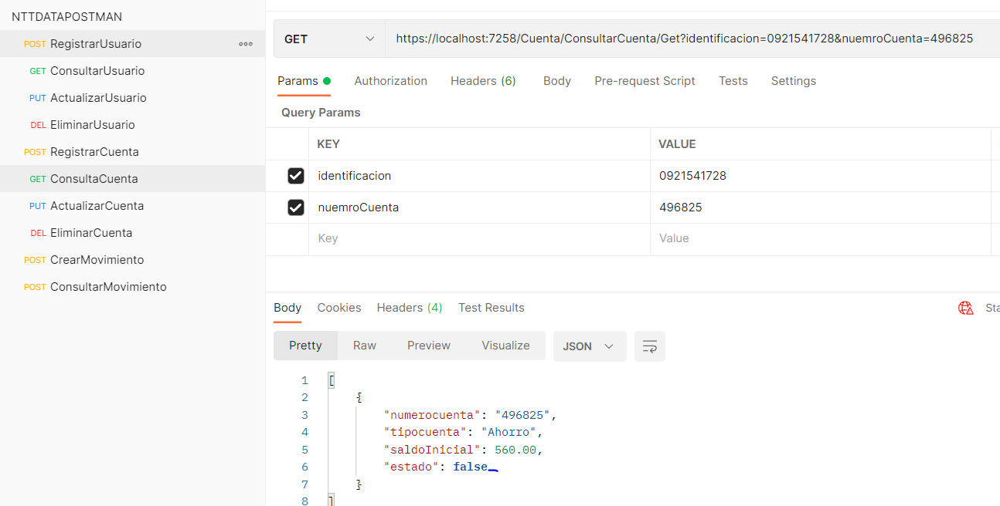 NTTDATAPOSTMAN
POST RegistrarUsuario
GET ConsultarUsuario
PUT ActualizarUsuario
DEL EliminarUsuario
POST RegistrarCuenta
GET ConsultaCuenta
PUT ActualizarCuenta
DEL EliminarCuenta
POST CrearMovimiento
POST ConsultarMovimiento
GET https://localhost:7258/Cuenta/ConsultarCuenta/Get?identificacion=0921541728&nuemroCuenta=496825
Params Authorization Headers (6) Body Pre-request Script Tests Settings
Query Params
KEY VALUE
identificacion 0921541728
nuemroCuenta 496825
Key Value
Body Cookies Headers (4) Test Results Sta
Pretty Raw Preview Visualize JSON
1 [
2 {
3 "numerocuenta": "496825",
4 "tipocuenta": "Ahorro",
5 "saldoInicial": 560.00,
6 "estado": false
7 }
8 ]